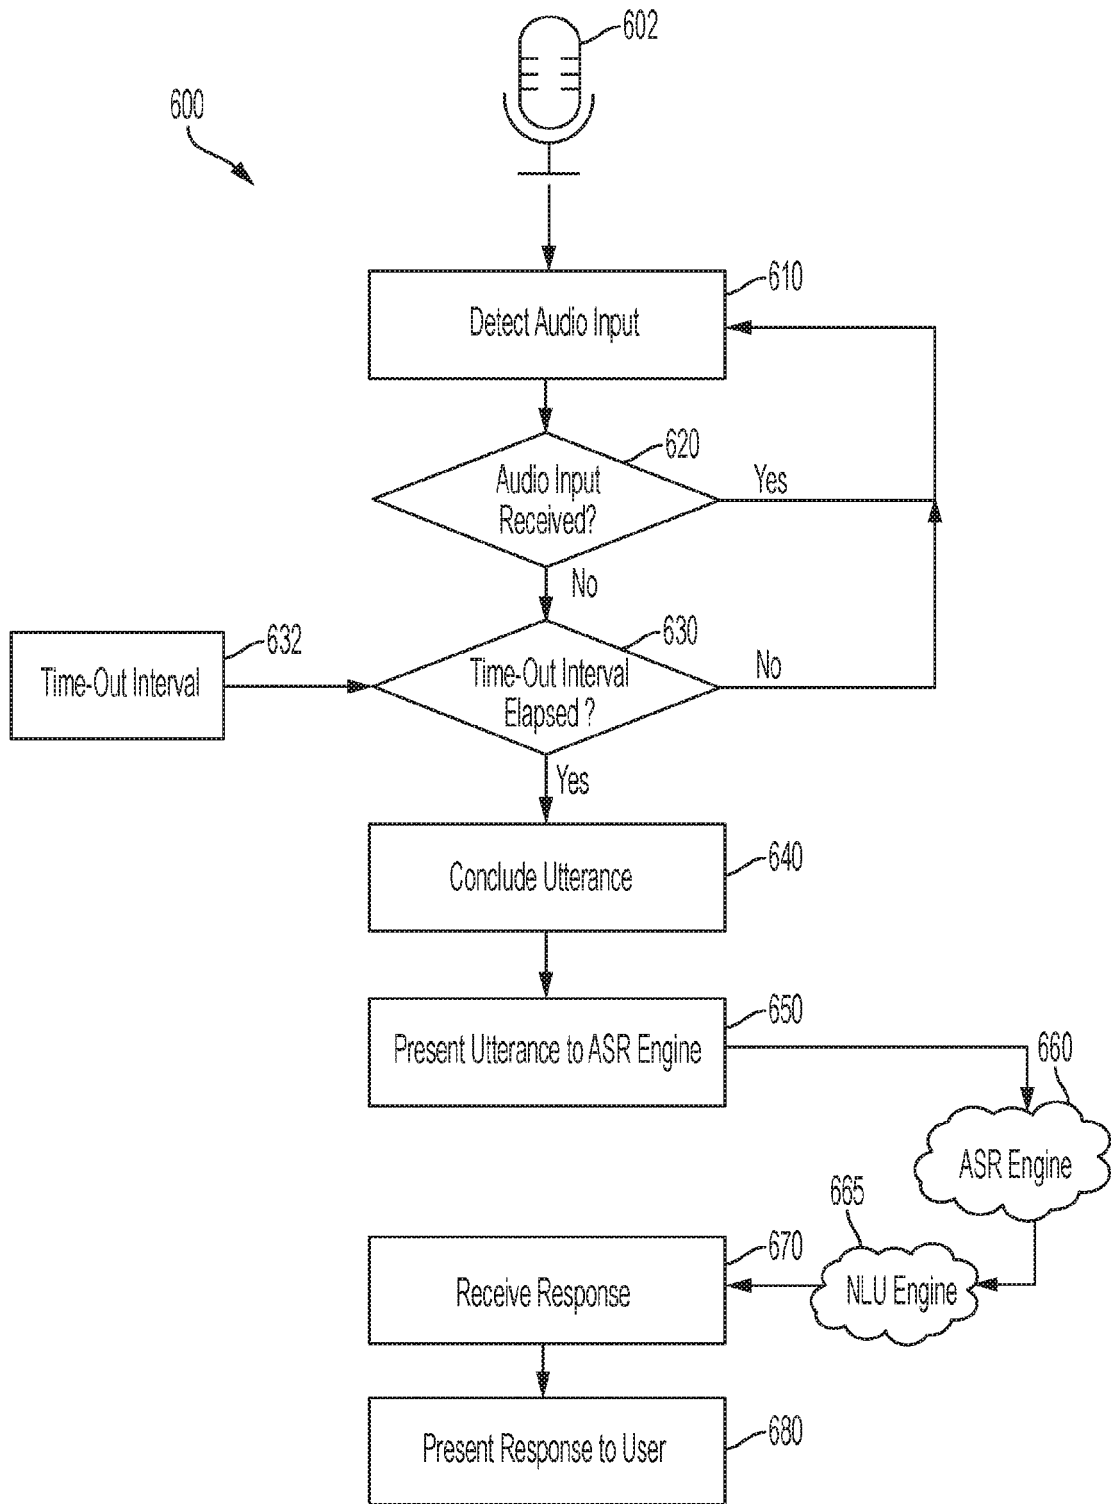 602
600
610
Detect Audio Input
620
Audio Input
Received?
Yes
No
630
632
Time-Out Interval
Time-Out Interval
Elapsed ?
No
Yes
640
Conclude Utterance
650
Present Utterance to ASR Engine
660
ASR Engine
665
NLU Engine
670
Receive Response
680
Present Response to User